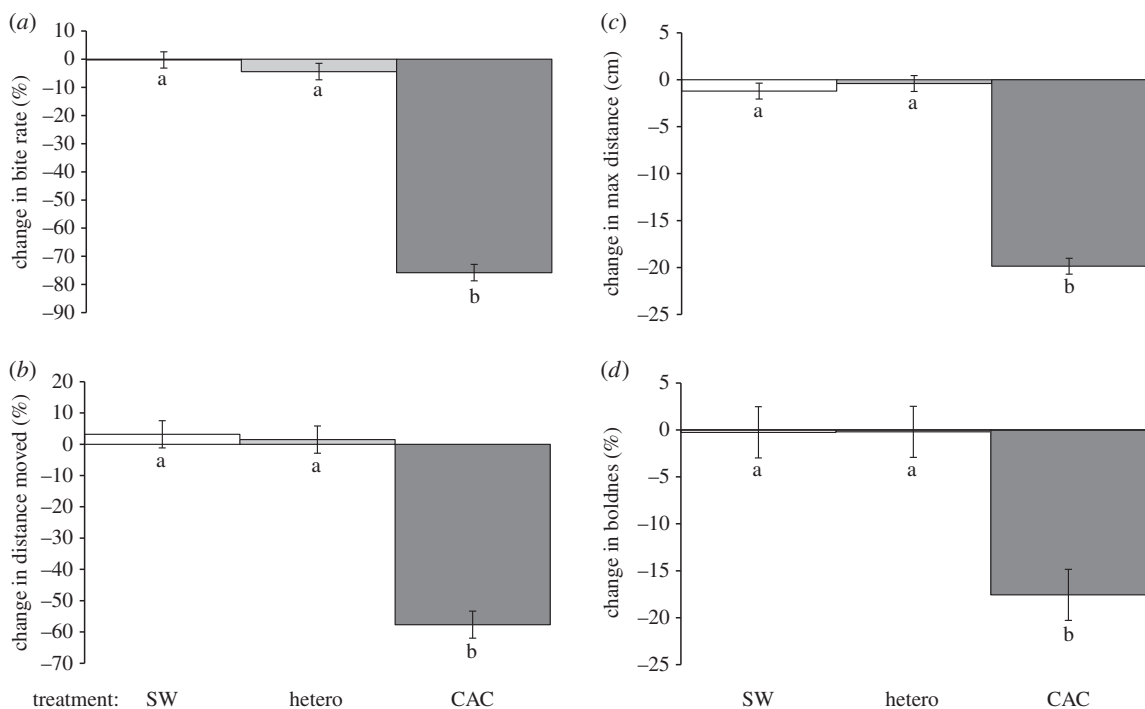 (a)
10
0
–10
–20
–30
–40
–50
–60
–70
–80
–90
change in bite rate (%)
a
a
b
(c)
5
0
–5
–10
–15
–20
–25
change in max distance (cm)
a
a
b
(b)
20
10
0
–10
–20
–30
–40
–50
–60
–70
change in distance moved (%)
a
a
b
(d)
5
0
–5
–10
–15
–20
–25
change in boldnes (%)
a
a
b
treatment: SW hetero CAC
SW hetero CAC